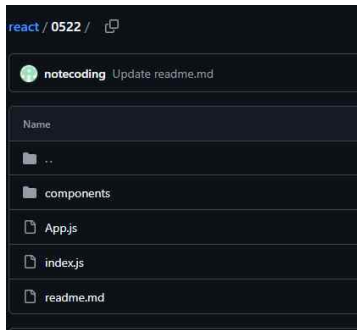 react / 0522 /
notecoding Update readme.md
Name
..
components
App.js
index.js
readme.md